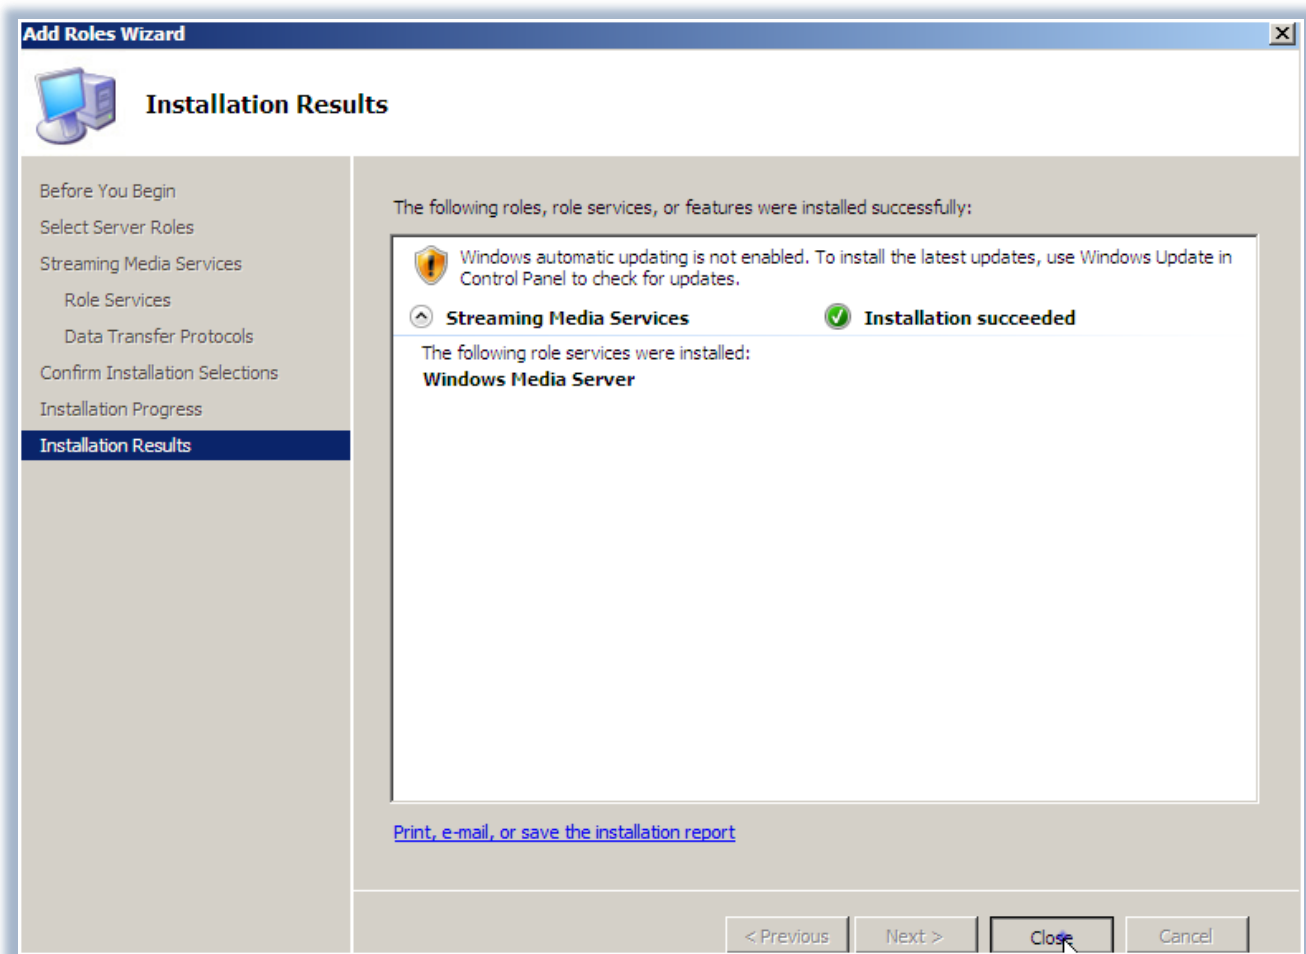 Add Roles Wizard
Installation Results
Before You Begin
Select Server Roles
Streaming Media Services
Role Services
Data Transfer Protocols
Confirm Installation Selections
Installation Progress
Installation Results
The following roles, role services, or features were installed successfully:
Windows automatic updating is not enabled. To install the latest updates, use Windows Update in
Control Panel to check for updates.
Streaming Media Services Installation succeeded
The following role services were installed:
Windows Media Server
Print, e-mail, or save the installation report
< Previous Next > Close Cancel